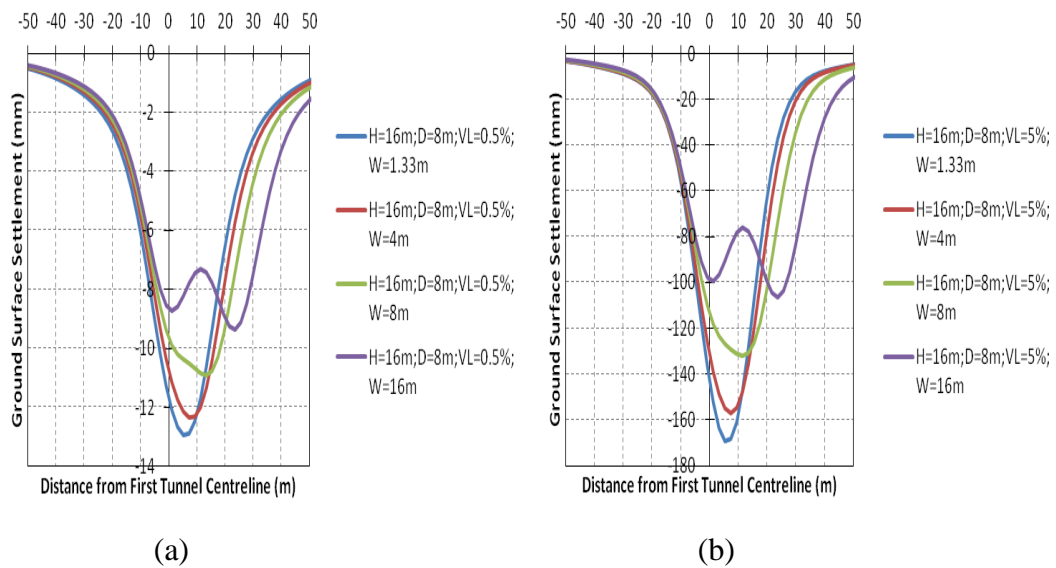 -50 -40 -30 -20 -10 0 10 20 30 40 50
0
-2
-4
-6
-8
-10
-12
-14
Ground Surface Settlement (mm)
Distance from First Tunnel Centreline (m)
H=16m;D=8m;VL=0.5%;
W=1.33m
H=16m;D=8m;VL=0.5%;
W=4m
H=16m;D=8m;VL=0.5%;
W=8m
H=16m;D=8m;VL=0.5%;
W=16m
(a)
-50 -40 -30 -20 -10 0 10 20 30 40 50
0
-20
-40
-60
-80
-100
-120
-140
-160
-180
Ground Surface Settlement (mm)
Distance from First Tunnel Centreline (m)
H=16m;D=8m;VL=5%;
W=1.33m
H=16m;D=8m;VL=5%;
W=4m
H=16m;D=8m;VL=5%;
W=8m
H=16m;D=8m;VL=5%;
W=16m
(b)